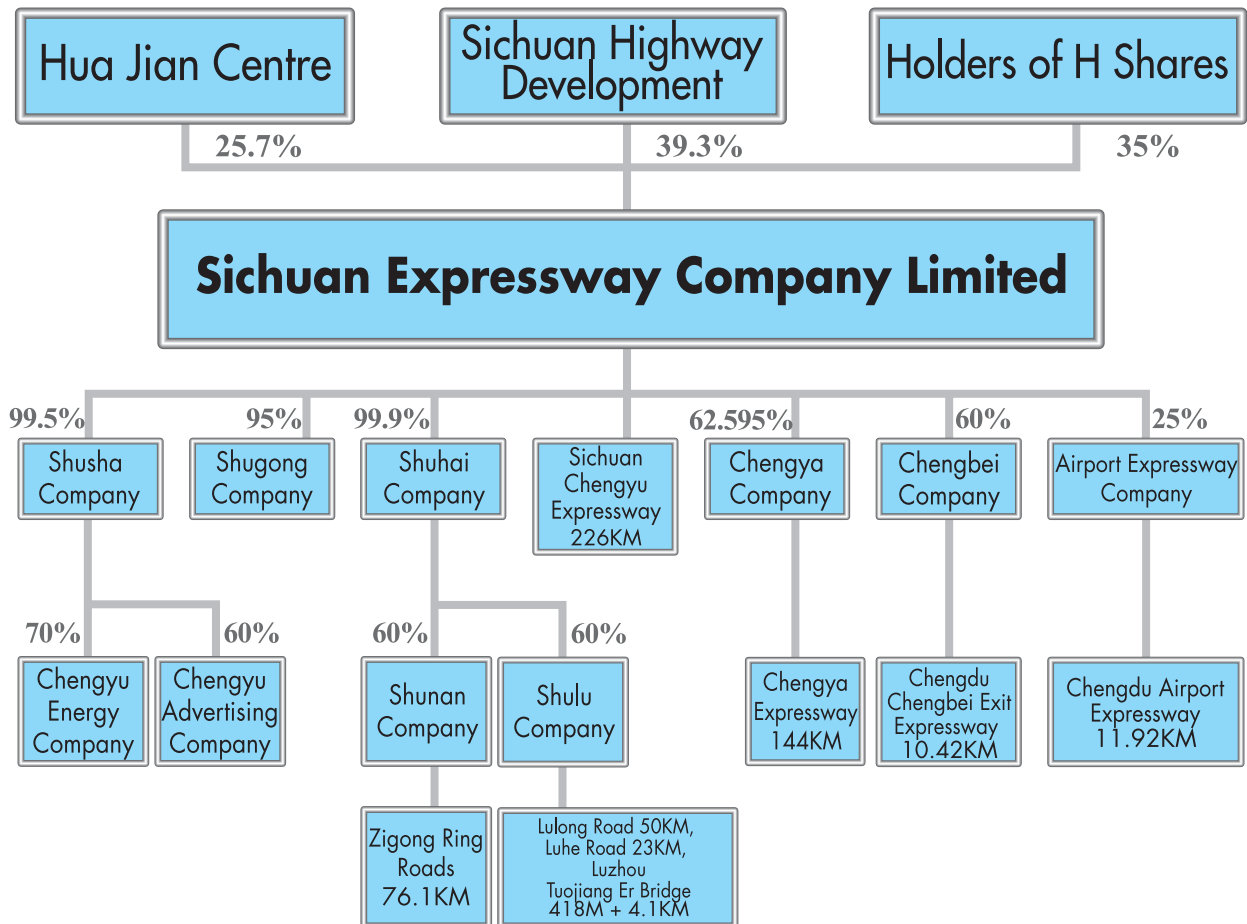 Hua Jian Centre
Sichuan Highway
Development
Holders of H Shares
25.7%
39.3%
35%
Sichuan Expressway Company Limited
99.5%
95%
99.9%
62.595%
60%
25%
Shusha
Company
Shugong
Company
Shuhai
Company
Sichuan
Chengyu
Expressway
226KM
Chengya
Company
Chengbei
Company
Airport Expressway
Company
70%
60%
60%
60%
Chengyu
Energy
Company
Chengyu
Advertising
Company
Shunan
Company
Shulu
Company
Chengya
Expressway
144KM
Chengdu
Chengbei Exit
Expressway
10.42KM
Chengdu Airport
Expressway
11.92KM
Zigong Ring
Roads
76.1KM
Lulong Road 50KM,
Luhe Road 23KM,
Luzhou
Tuojiang Er Bridge
418M + 4.1KM